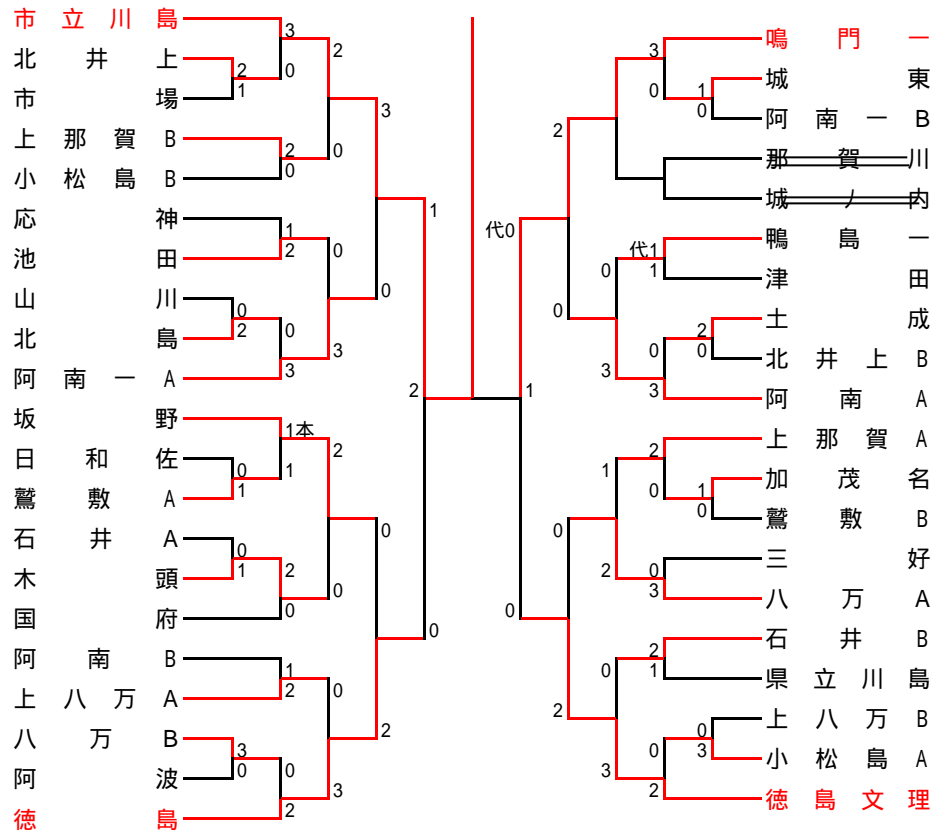 市立川島
北井上
市場
上那賀B
小松島B
応神
池田
山川
北島
阿南一A
坂野
日和佐
鷲敷A
石井A
木頭
国府
阿南B
上八万A
八万B
阿波
徳島
3
2
1
0
2
0
2
0
3
1
2
0
2
0
3
0
3
0
1
1本
0
1
1
2
0
1
2
0
0
0
1
2
3
0
0
2
0
3
2
0
2
2
0
代0
1
0
2
0
0
2
3
0
1
0
0
代1
1
3
0
3
2
0
1
2
2
0
1
0
0
3
0
3
2
1
0
2
0
3
鳴門一
城東
阿南一B
那賀川
城ノ内
鴨島一
津田
土成
北井上B
阿南A
上那賀A
加茂名
鷲敷B
三好
八万A
石井B
県立川島
上八万B
小松島A
徳島文理